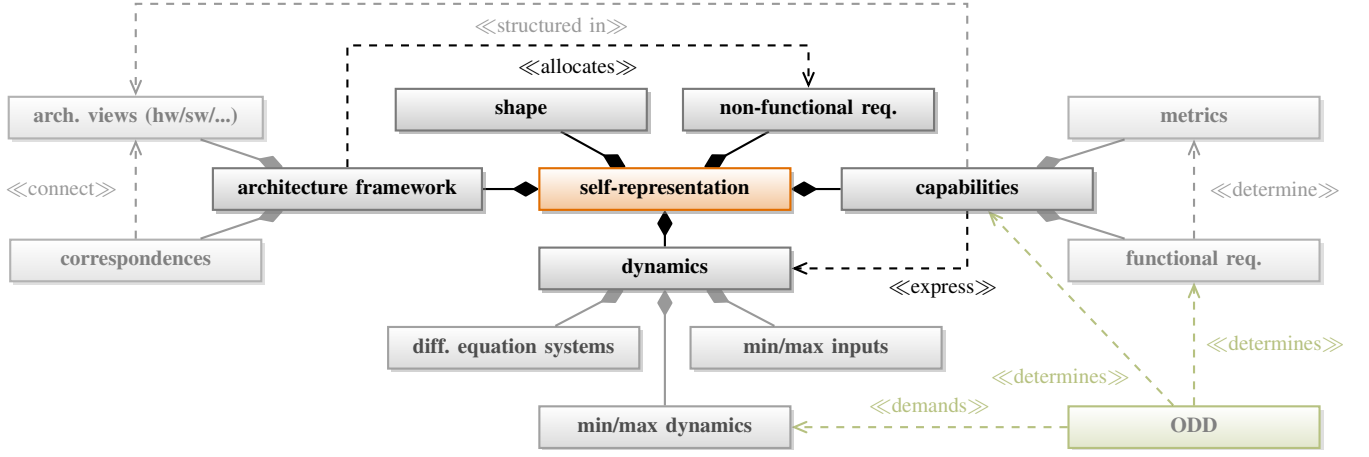 ≪structured in≫
≪allocates≫
arch. views (hw/sw/...)
shape
non-functional req.
metrics
≪connect≫
architecture framework
self-representation
capabilities
≪determine≫
correspondences
dynamics
functional req.
≪express≫
diff. equation systems
min/max inputs
≪determines≫
≪determines≫
≪demands≫
min/max dynamics
ODD